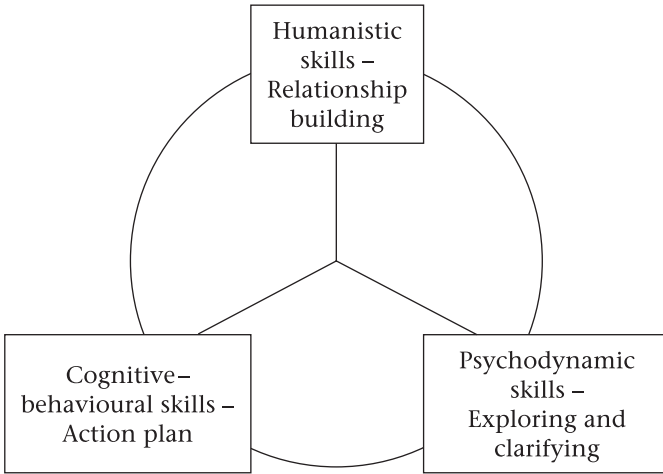 Humanistic
skills –
Relationship
building
Cognitive–
behavioural skills –
Action plan
Psychodynamic
skills –
Exploring and
clarifying